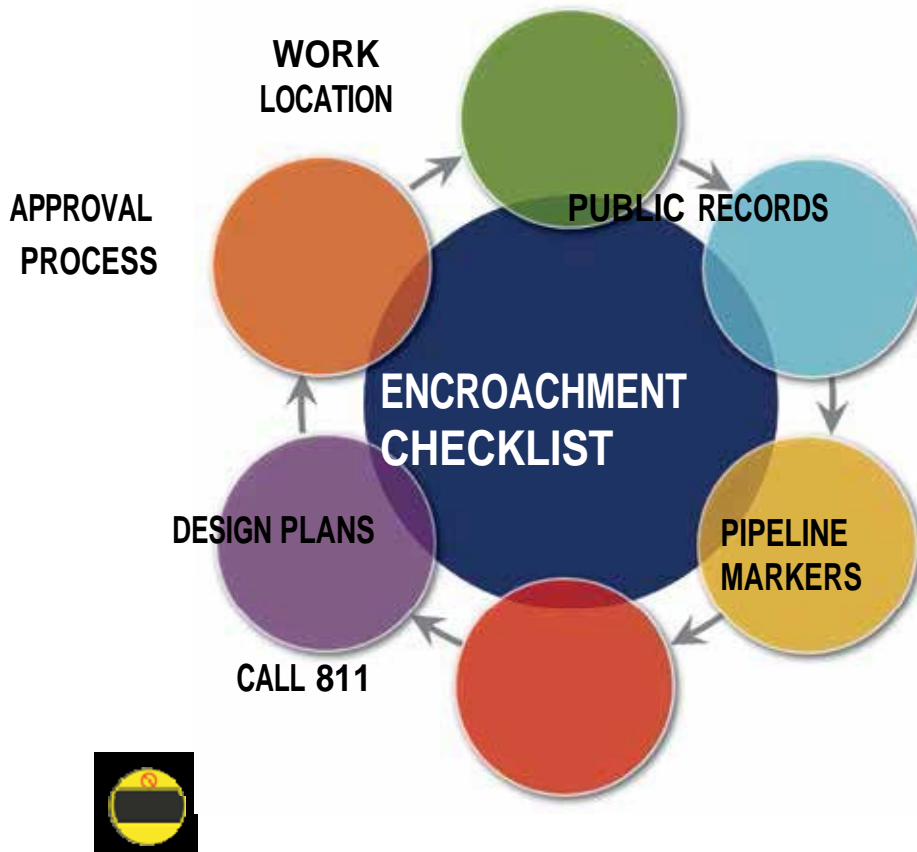 WORK
LOCATION
APPROVAL
PROCESS
PUBLIC RECORDS
ENCROACHMENT
CHECKLIST
DESIGN PLANS
PIPELINE
MARKERS
CALL 811